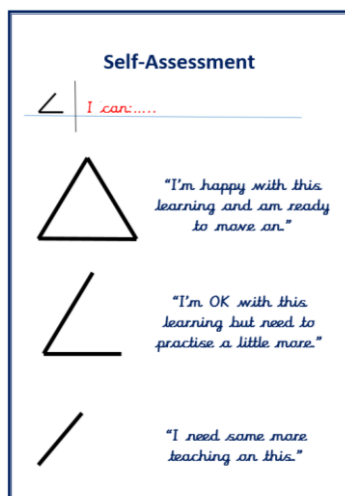 Self-Assessment
I can:.....
"I'm happy with this
learning and am ready
to move on."
"I'm OK with this
learning but need to
practise a little more."
"I need some more
teaching on this."